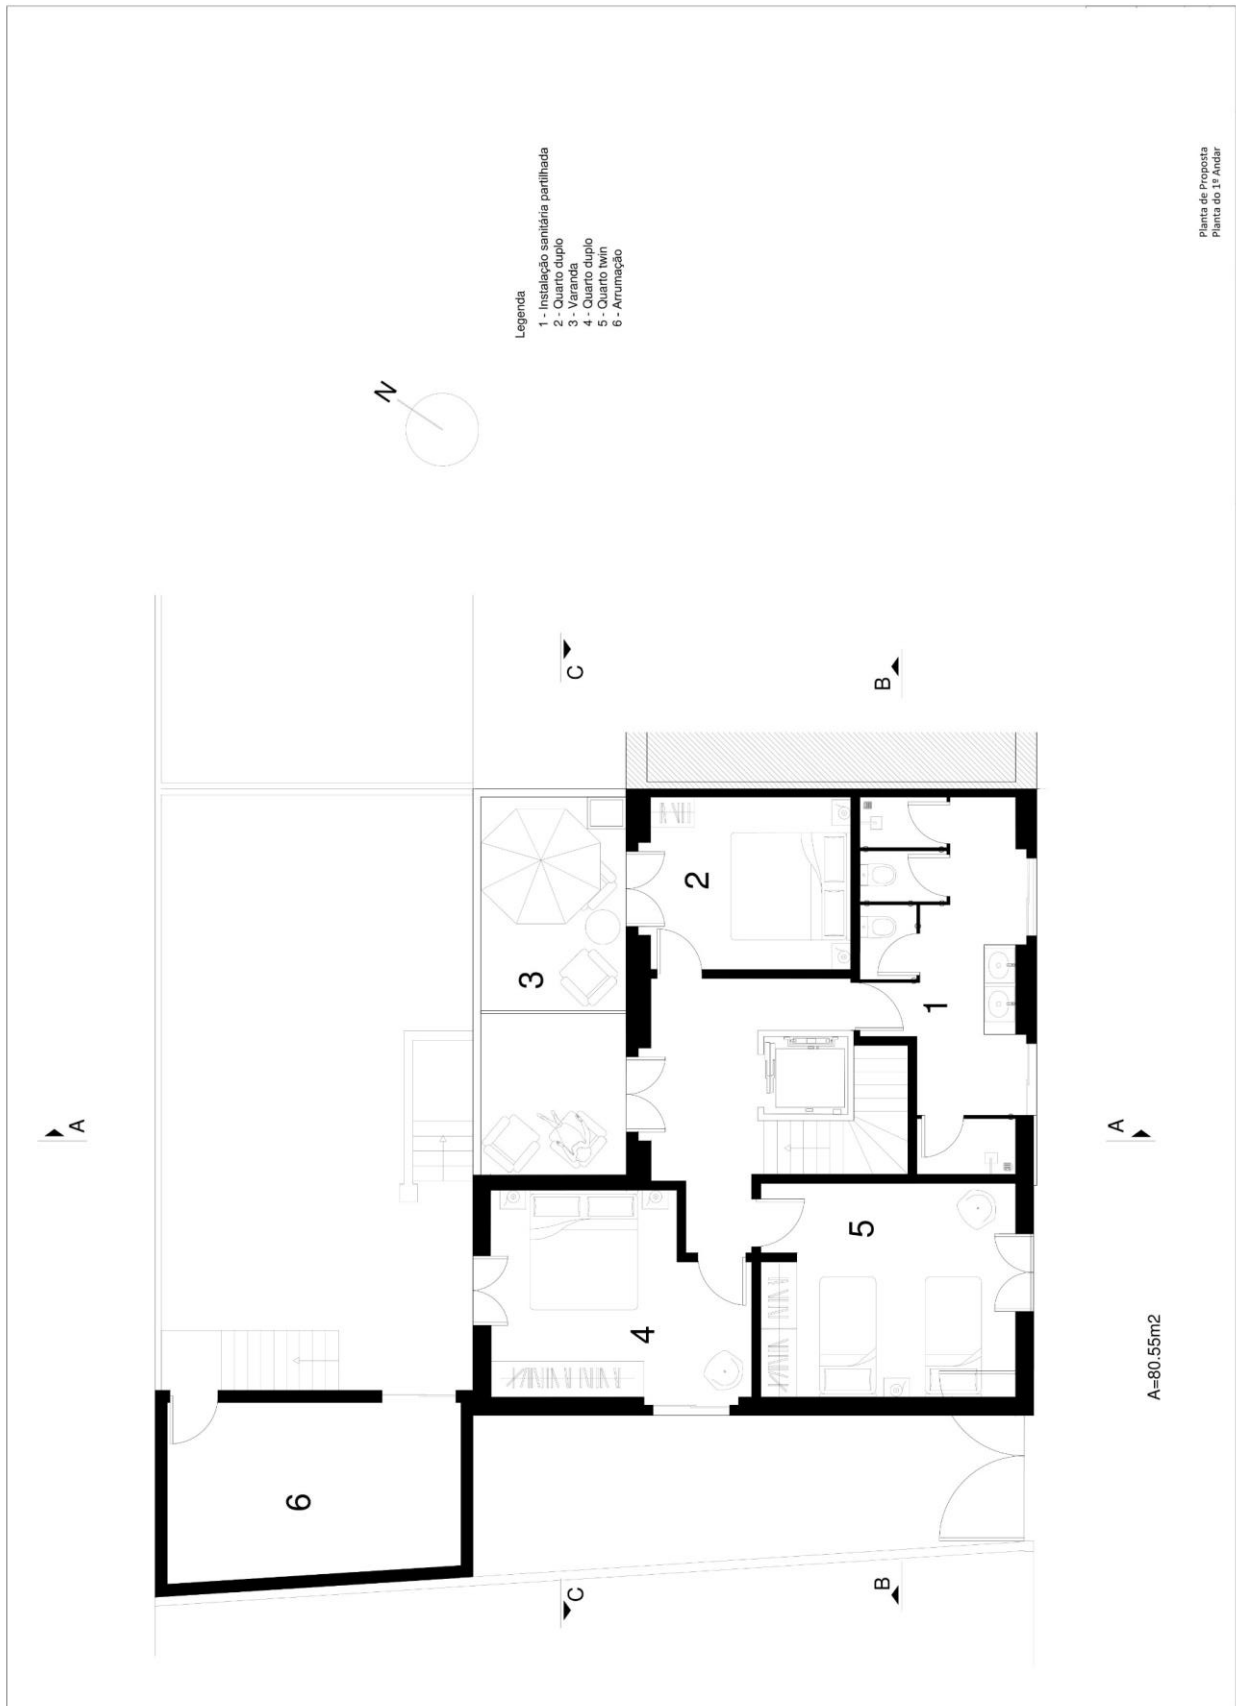 Planta de Proposta
Planta do 1º Andar
Legenda
1 - Instalação sanitária partilhada
2 - Quarto duplo
3 - Varanda
4 - Quarto duplo
5 - Quarto twin
6 - Arrumação
N
A
A
B
B
C
C
1
2
3
4
5
6
A=80.55m2